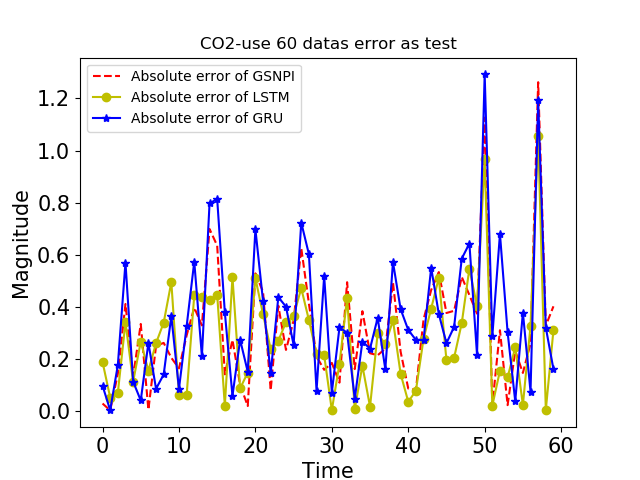 CO2-use 60 datas error as test
Absolute error of GSNPI
Absolute error of LSTM
Absolute error of GRU
Magnitude
1.2
1.0
0.8
0.6
0.4
0.2
0.0
0 10 20 30 40 50 60
Time